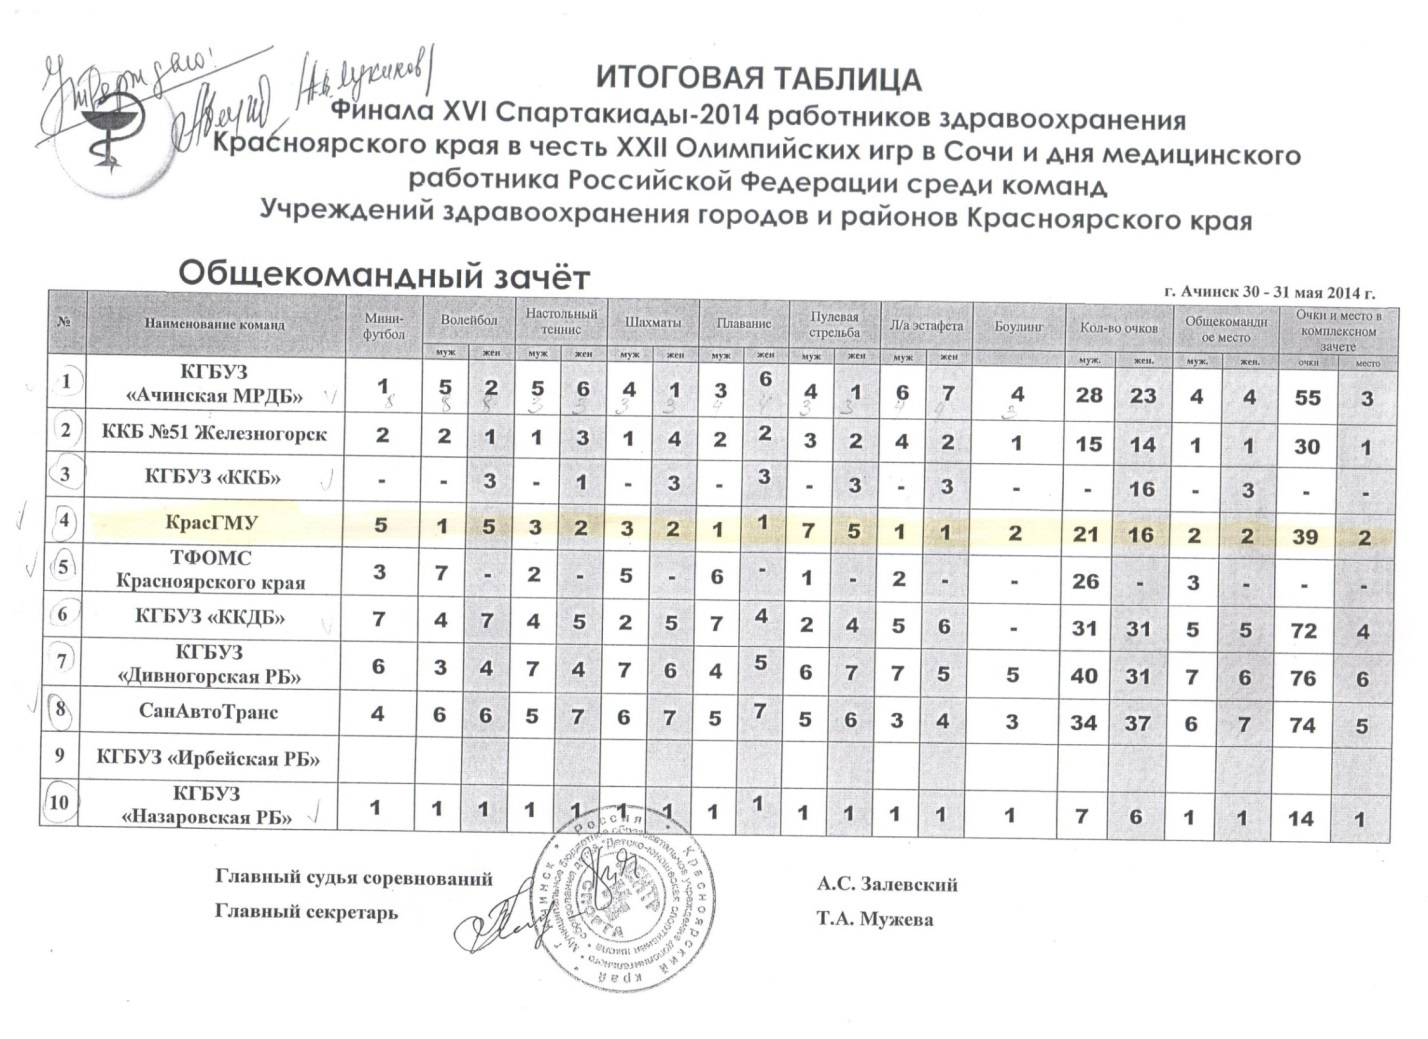 Утверждаю!
/А.В. Лукиков/
ИТОГОВАЯ ТАБЛИЦА
Финала XVI Спартакиады-2014 работников здравоохранения
Красноярского края в честь XXII Олимпийских игр в Сочи и дня медицинского
работника Российской Федерации среди команд
Учреждений здравоохранения городов и районов Красноярского края
Общекомандный зачёт
г. Ачинск 30 - 31 мая 2014 г.
№ Наименование команд Мини-футбол Волейбол Настольный теннис Шахматы Плавание Пулевая стрельба Л/а эстафета Боулинг Кол-во очков Общекомандн ое место Очки и место в комплексном зачете
муж жен муж жен муж жен муж жен муж жен муж жен муж. жен. муж. жен. очки место
1 КГБУЗ «Ачинская МРДБ» 1 5 2 5 6 4 1 3 6 4 1 6 7 4 28 23 4 4 55 3
2 ККБ №51 Железногорск 2 2 1 1 3 1 4 2 2 3 2 4 2 1 15 14 1 1 30 1
3 КГБУЗ «ККБ» - - 3 - 1 - 3 - 3 - 3 - 3 - - 16 - 3 - -
4 КрасГМУ 5 1 5 3 2 3 2 1 1 7 5 1 1 2 21 16 2 2 39 2
5 ТФОМС Красноярского края 3 7 - 2 - 5 - 6 - 1 - 2 - - 26 - 3 - - -
6 КГБУЗ «ККДБ» 7 4 7 4 5 2 5 7 4 2 4 5 6 - 31 31 5 5 72 4
7 КГБУЗ «Дивногорская РБ» 6 3 4 7 4 7 6 4 5 6 7 7 5 5 40 31 7 6 76 6
8 СанАвтоТранс 4 6 6 5 7 6 7 5 7 5 6 3 4 3 34 37 6 7 74 5
9 КГБУЗ «Ирбейская РБ»
10 КГБУЗ «Назаровская РБ» 1 1 1 1 1 1 1 1 1 1 1 1 1 1 7 6 1 1 14 1
Главный судья соревнований А.С. Залевский
Главный секретарь Т.А. Мужева